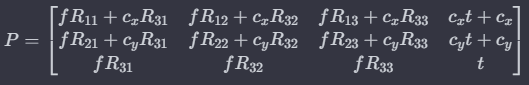 P = [ fR₁₁ + cₓR₃₁ fR₁₂ + cₓR₃₂ fR₁₃ + cₓR₃₃ cₓt + cₓ
fR₂₁ + c_yR₃₁ fR₂₂ + c_yR₃₂ fR₂₃ + c_yR₃₃ c_yt + c_y
fR₃₁ fR₃₂ fR₃₃ t ]